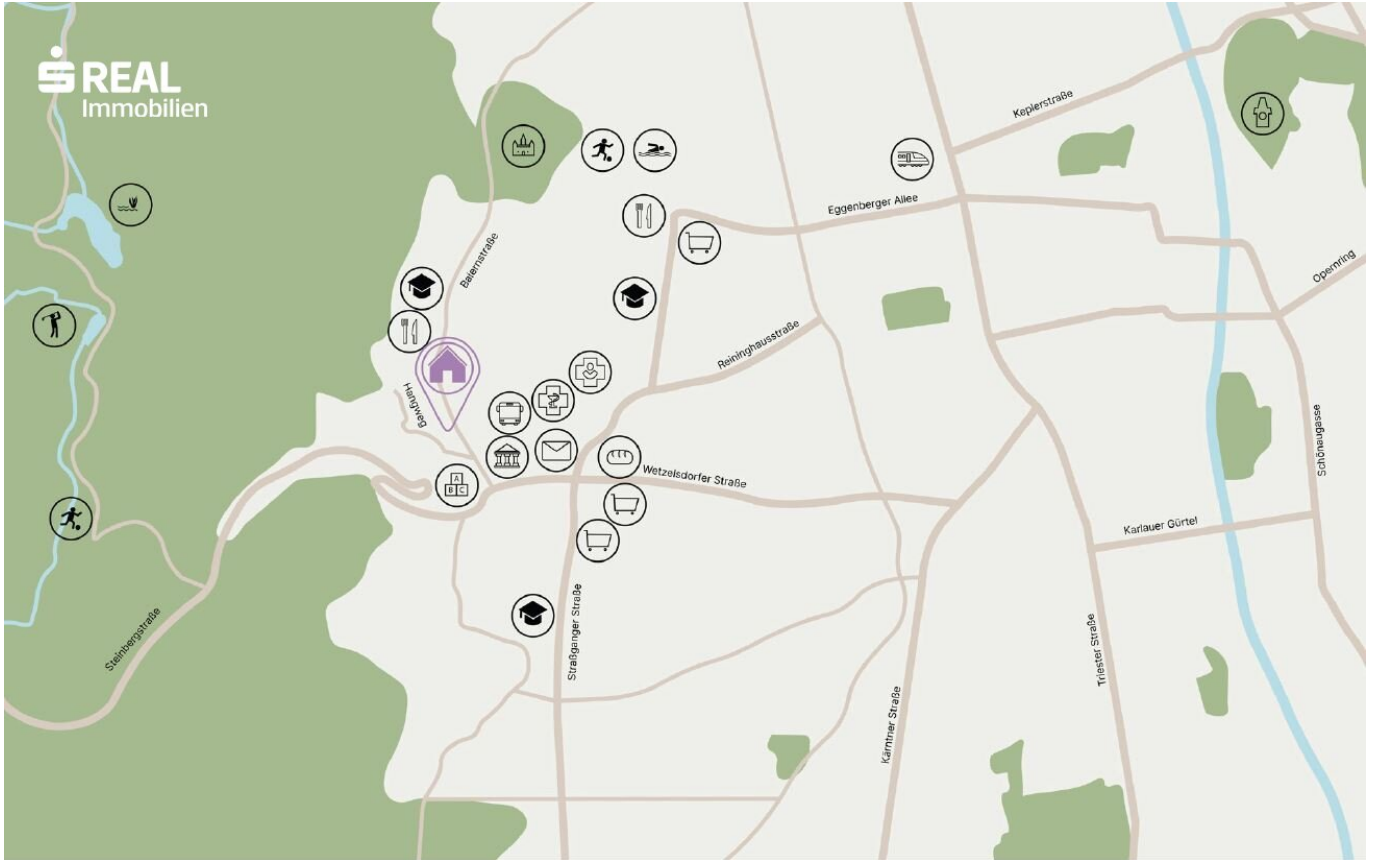 REAL
Immobilien
Keplerstraße
Eggenberger Allee
Baiernstraße
Opernring
Reininghausstraße
Hangweg
Schönaugasse
A
B C
Wetzelsdorfer Straße
Karlauer Gürtel
Steinbergstraße
Straßganger Straße
Triester Straße
Kärntner Straße